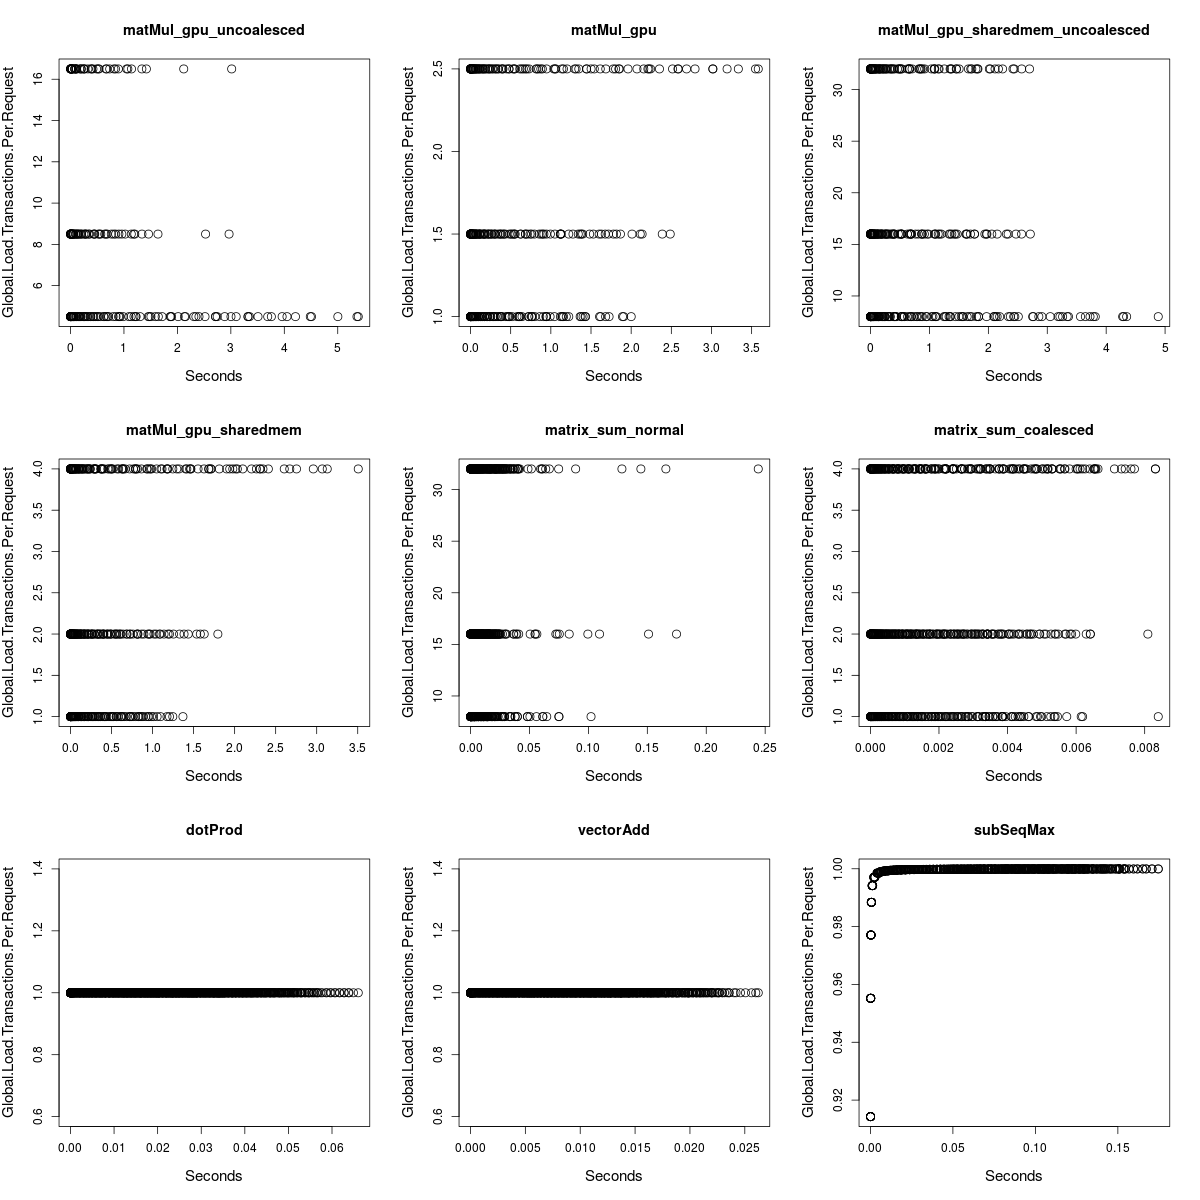 matMul_gpu_uncoalesced
Global.Load.Transactions.Per.Request
16
14
12
10
8
6
0 1 2 3 4 5
Seconds
matMul_gpu
Global.Load.Transactions.Per.Request
2.5
2.0
1.5
1.0
0.0 0.5 1.0 1.5 2.0 2.5 3.0 3.5
Seconds
matMul_gpu_sharedmem_uncoalesced
Global.Load.Transactions.Per.Request
30
25
20
15
10
0 1 2 3 4 5
Seconds
matMul_gpu_sharedmem
Global.Load.Transactions.Per.Request
4.0
3.5
3.0
2.5
2.0
1.5
1.0
0.0 0.5 1.0 1.5 2.0 2.5 3.0 3.5
Seconds
matrix_sum_normal
Global.Load.Transactions.Per.Request
30
25
20
15
10
0.00 0.05 0.10 0.15 0.20 0.25
Seconds
matrix_sum_coalesced
Global.Load.Transactions.Per.Request
4.0
3.5
3.0
2.5
2.0
1.5
1.0
0.000 0.002 0.004 0.006 0.008
Seconds
dotProd
Global.Load.Transactions.Per.Request
1.4
1.2
1.0
0.8
0.6
0.00 0.01 0.02 0.03 0.04 0.05 0.06
Seconds
vectorAdd
Global.Load.Transactions.Per.Request
1.4
1.2
1.0
0.8
0.6
0.000 0.005 0.010 0.015 0.020 0.025
Seconds
subSeqMax
Global.Load.Transactions.Per.Request
1.00
0.98
0.96
0.94
0.92
0.00 0.05 0.10 0.15
Seconds